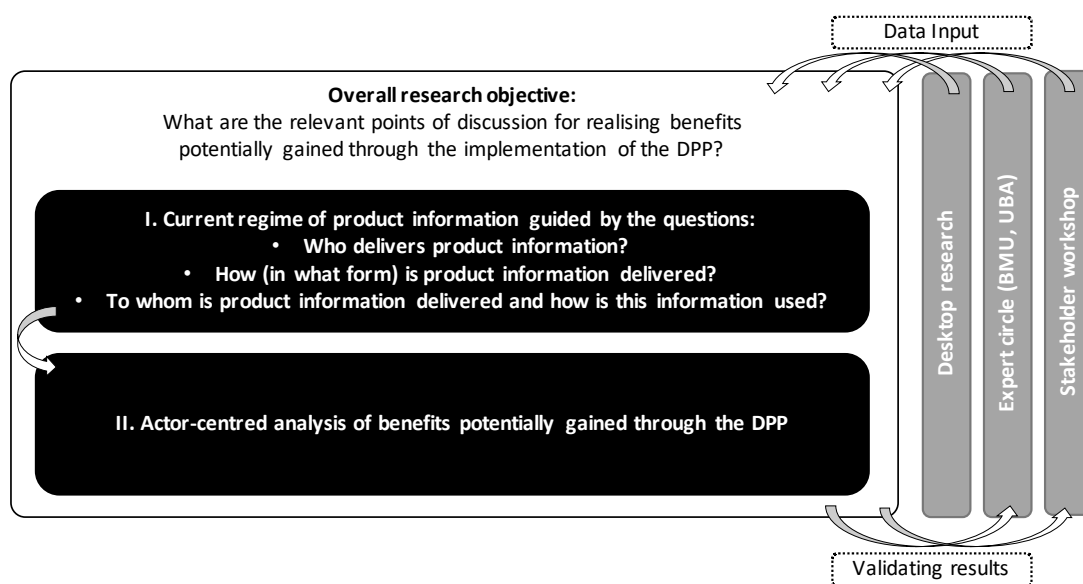 Data Input
Overall research objective:
What are the relevant points of discussion for realising benefits
potentially gained through the implementation of the DPP?
I. Current regime of product information guided by the questions:
• Who delivers product information?
• How (in what form) is product information delivered?
• To whom is product information delivered and how is this information used?
II. Actor-centred analysis of benefits potentially gained through the DPP
Desktop research
Expert circle (BMU, UBA)
Stakeholder workshop
Validating results